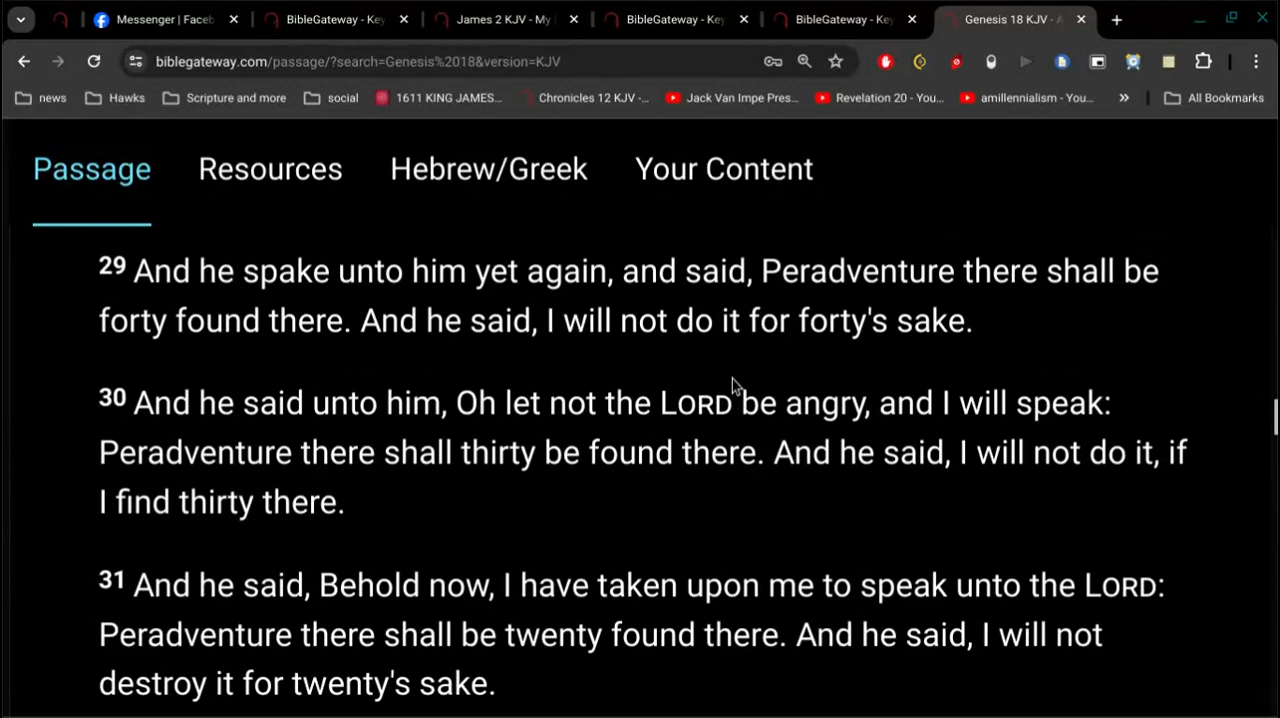 Messenger | Faceb
BibleGateway - Key
James 2 KJV - My
BibleGateway - Key
BibleGateway - Key
Genesis 18 KJV - A
biblegateway.com/passage/?search=Genesis%2018&version=KJV
news
Hawks
Scripture and more
social
1611 KING JAMES...
Chronicles 12 KJV -...
Jack Van Impe Pres...
Revelation 20 - You...
amillennialism - You...
All Bookmarks
Passage
Resources
Hebrew/Greek
Your Content
29 And he spake unto him yet again, and said, Peradventure there shall be
forty found there. And he said, I will not do it for forty's sake.
30 And he said unto him, Oh let not the LORD be angry, and I will speak:
Peradventure there shall thirty be found there. And he said, I will not do it, if
I find thirty there.
31 And he said, Behold now, I have taken upon me to speak unto the LORD:
Peradventure there shall be twenty found there. And he said, I will not
destroy it for twenty's sake.